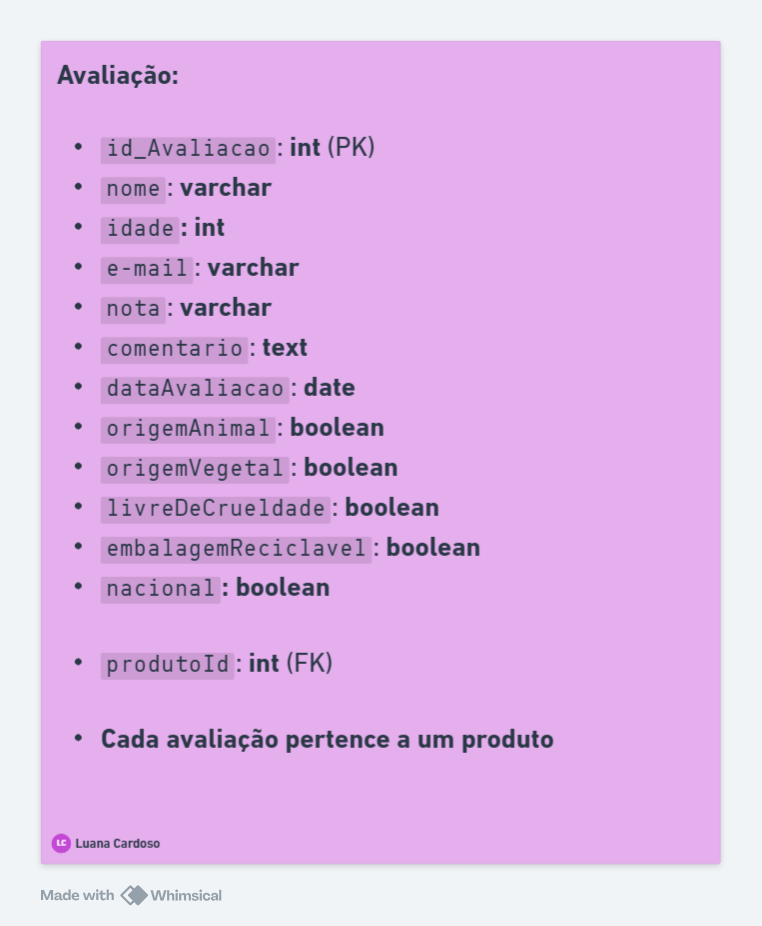 Avaliação:
• id_Avaliacao: int (PK)
• nome: varchar
• idade: int
• e-mail: varchar
• nota: varchar
• comentario: text
• dataAvaliacao: date
• origemAnimal: boolean
• origemVegetal: boolean
• livreDeCrueldade: boolean
• embalagemReciclavel: boolean
• nacional: boolean
• produtoId: int (FK)
• Cada avaliação pertence a um produto
LC Luana Cardoso
Made with Whimsical